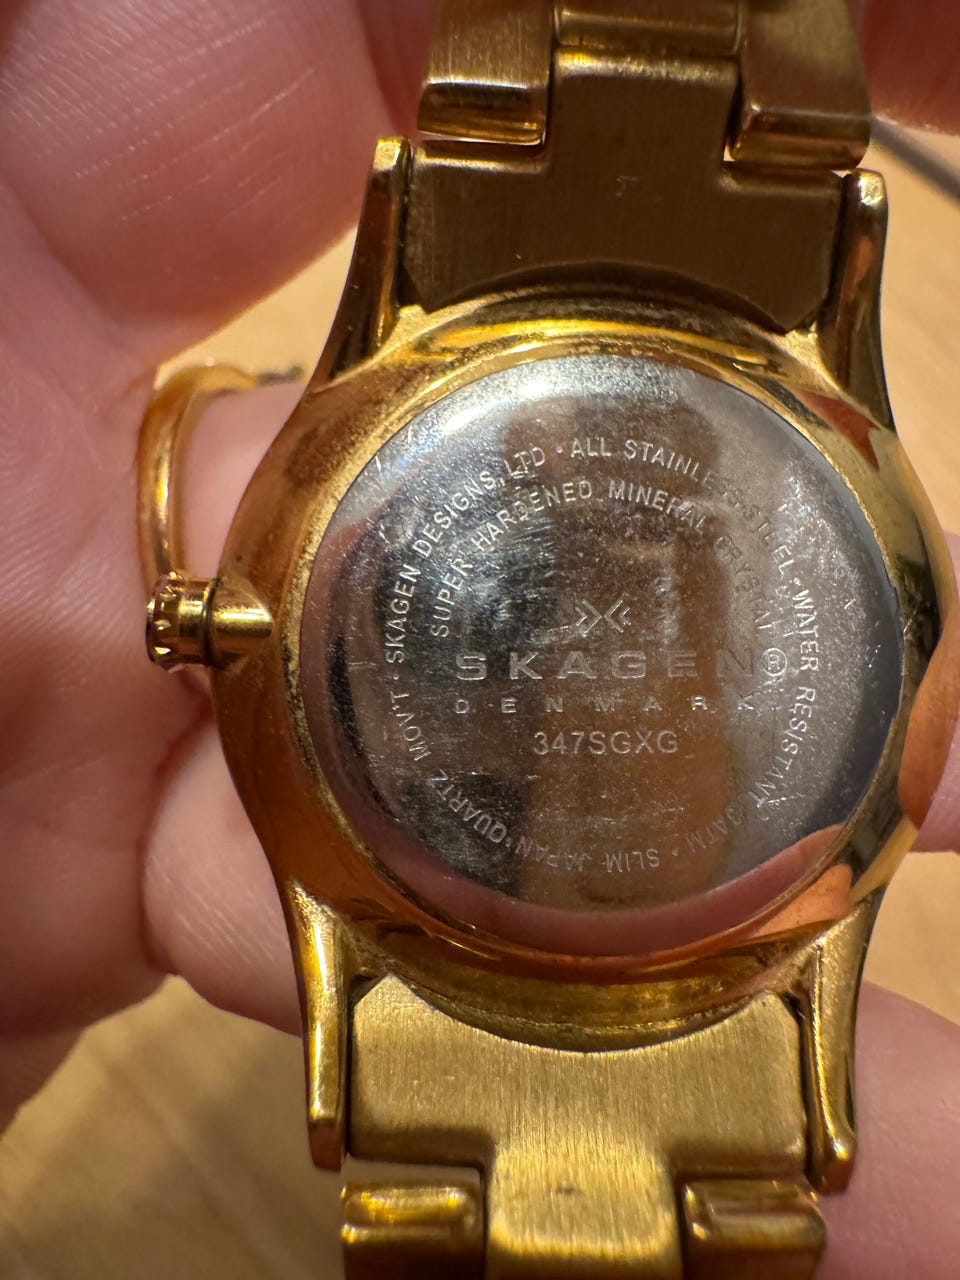 SKAGEN DESIGNS, LTD · ALL STAINLESS STEEL · WATER RESISTANT 3ATM · SLIM JAPAN QUARTZ MOV'T ·
SUPER HARDENED MINERAL CRYSTAL
SKAGEN®
DENMARK
347SGXG